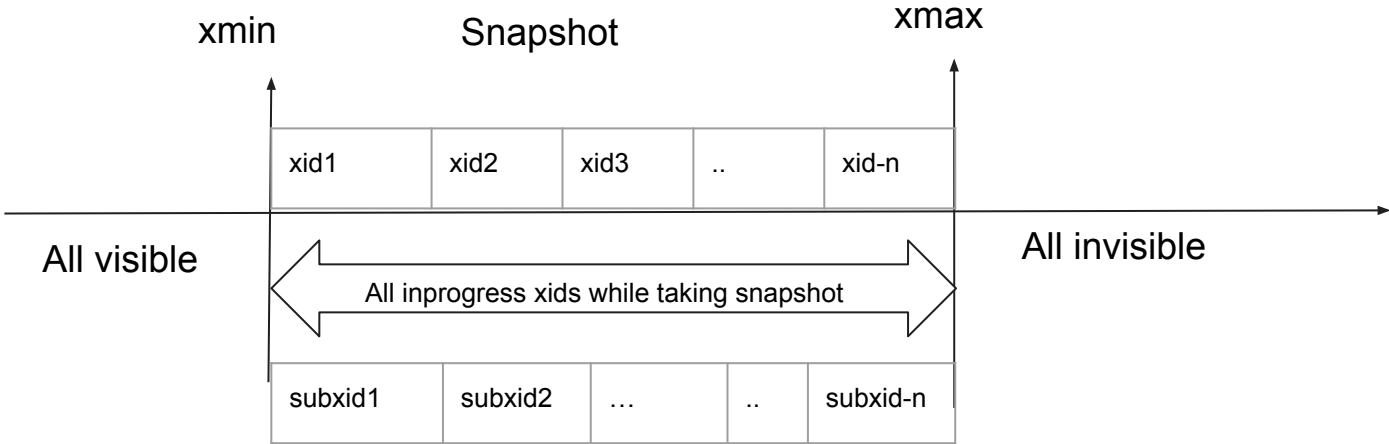 xmin Snapshot xmax
xid1 xid2 xid3 .. xid-n
All visible All invisible
All inprogress xids while taking snapshot
subxid1 subxid2 … .. subxid-n